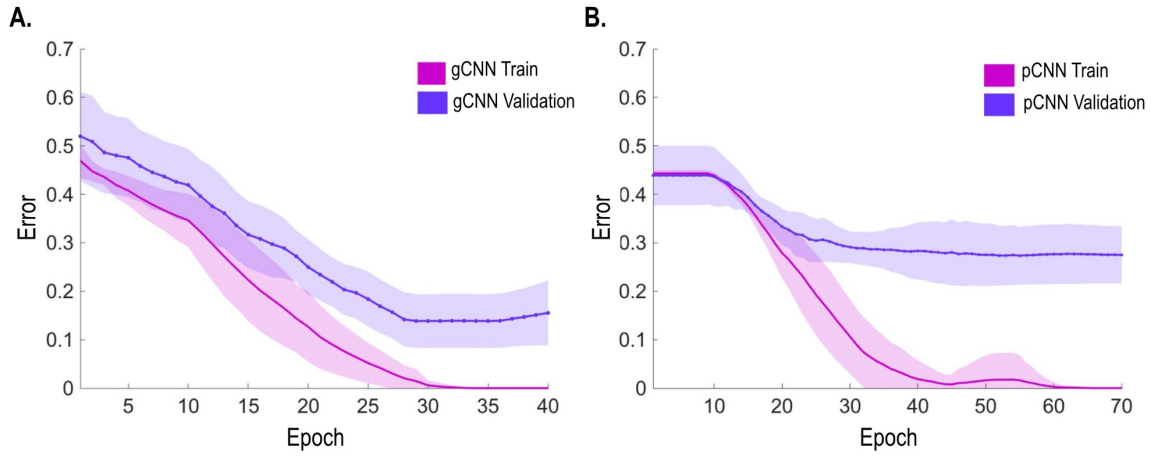 A.
0.7
0.6
0.5
0.4
0.3
0.2
0.1
0
Error
5 10 15 20 25 30 35 40
Epoch
gCNN Train
gCNN Validation
B.
0.7
0.6
0.5
0.4
0.3
0.2
0.1
0
Error
10 20 30 40 50 60 70
Epoch
pCNN Train
pCNN Validation